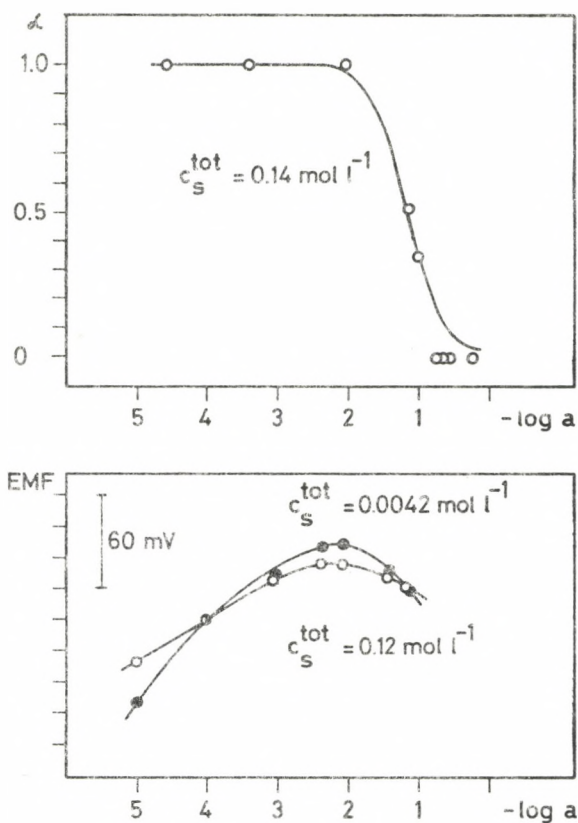 α
1.0
c_s^tot = 0.14 mol l⁻¹
0.5
0
5 4 3 2 1 -log a
EMF
c_s^tot = 0.0042 mol l⁻¹
60 mV
c_s^tot = 0.12 mol l⁻¹
5 4 3 2 1 -log a